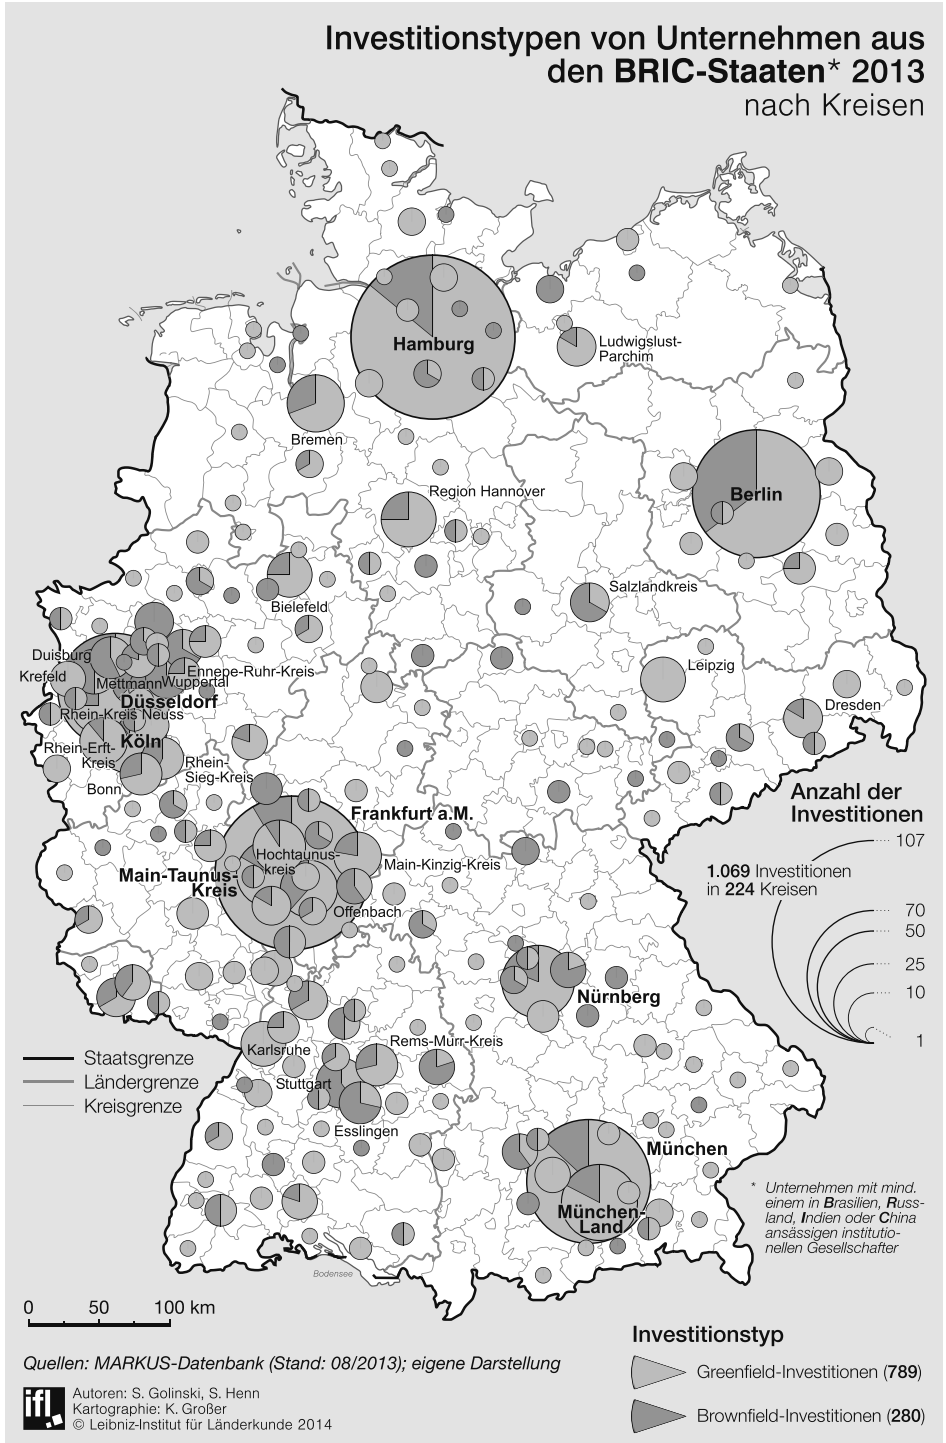 Investitionstypen von Unternehmen aus
den BRIC-Staaten* 2013
nach Kreisen
Hamburg
Ludwigslust-
Parchim
Bremen
Region Hannover
Berlin
Bielefeld
Salzlandkreis
Duisburg
Krefeld
Ennepe-Ruhr-Kreis
Mettmann
Wuppertal
Düsseldorf
Rhein-Kreis Neuss
Leipzig
Dresden
Köln
Rhein-Erft-
Kreis
Rhein-
Sieg-Kreis
Bonn
Frankfurt a.M.
Hochtaunus-
kreis
Main-Kinzig-Kreis
Main-Taunus-
Kreis
Offenbach
Anzahl der
Investitionen
107
1.069 Investitionen
in 224 Kreisen
70
50
25
10
1
Nürnberg
Karlsruhe
Rems-Murr-Kreis
Stuttgart
Esslingen
München
München-
Land
Bodensee
Staatsgrenze
Ländergrenze
Kreisgrenze
* Unternehmen mit mind.
einem in Brasilien, Russ-
land, Indien oder China
ansässigen institutio-
nellen Gesellschafter
0 50 100 km
Investitionstyp
Greenfield-Investitionen (789)
Brownfield-Investitionen (280)
Quellen: MARKUS-Datenbank (Stand: 08/2013); eigene Darstellung
ifl
Autoren: S. Golinski, S. Henn
Kartographie: K. Großer
© Leibniz-Institut für Länderkunde 2014